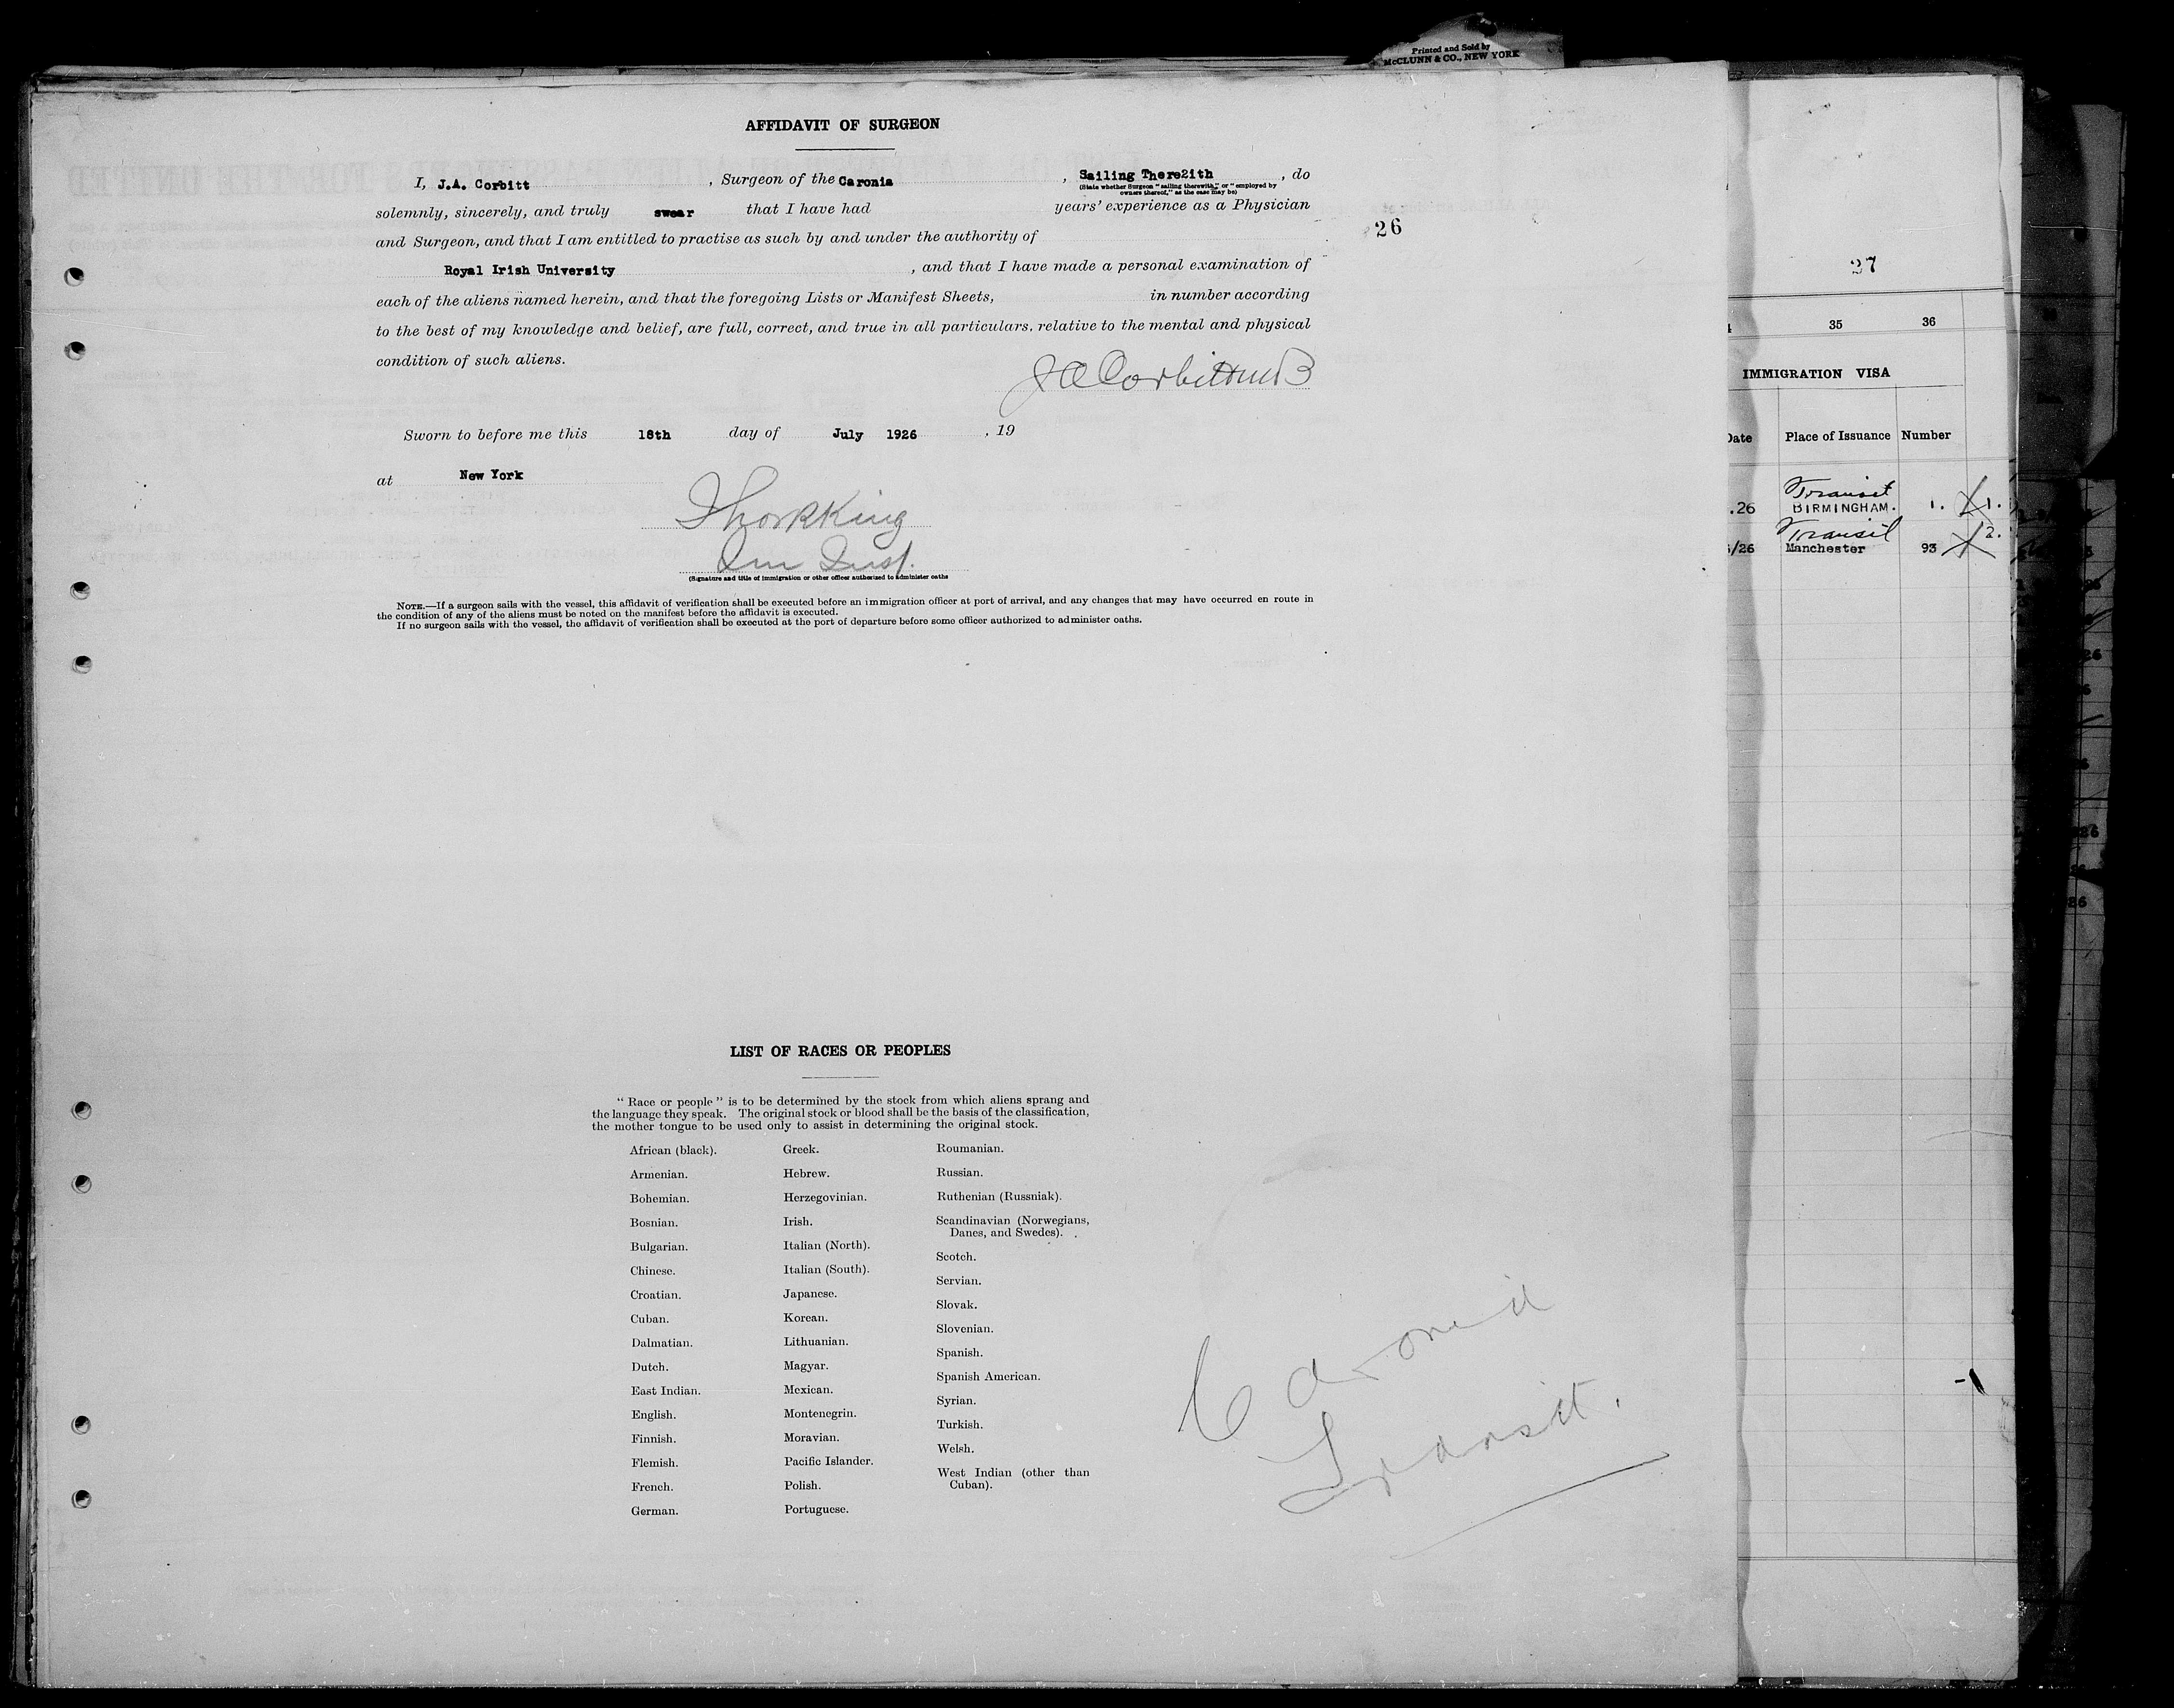 Printed and Sold by
McCLUNN & CO., NEW YORK
AFFIDAVIT OF SURGEON
I, J.A. Corbitt , Surgeon of the Caronia , Sailing There2ith , do
(State whether Surgeon "sailing therewith," or "employed by
owners thereof," as the case may be)
solemnly, sincerely, and truly swear that I have had years' experience as a Physician
and Surgeon, and that I am entitled to practise as such by and under the authority of
26
Royal Irish University , and that I have made a personal examination of
each of the aliens named herein, and that the foregoing Lists or Manifest Sheets, in number according
to the best of my knowledge and belief, are full, correct, and true in all particulars. relative to the mental and physical
condition of such aliens.
JA Corbitt MB
Sworn to before me this 18th day of July 1926 , 19
at New York
King
Imm Insp.
(Signature and title of immigration or other officer authorized to administer oaths
NOTE.—If a surgeon sails with the vessel, this affidavit of verification shall be executed before an immigration officer at port of arrival, and any changes that may have occurred en route in
the condition of any of the aliens must be noted on the manifest before the affidavit is executed.
If no surgeon sails with the vessel, the affidavit of verification shall be executed at the port of departure before some officer authorized to administer oaths.
LIST OF RACES OR PEOPLES
" Race or people " is to be determined by the stock from which aliens sprang and
the language they speak. The original stock or blood shall be the basis of the classification,
the mother tongue to be used only to assist in determining the original stock.
African (black).
Armenian.
Bohemian.
Bosnian.
Bulgarian.
Chinese.
Croatian.
Cuban.
Dalmatian.
Dutch.
East Indian.
English.
Finnish.
Flemish.
French.
German.
Greek.
Hebrew.
Herzegovinian.
Irish.
Italian (North).
Italian (South).
Japanese.
Korean.
Lithuanian.
Magyar.
Mexican.
Montenegrin.
Moravian.
Pacific Islander.
Polish.
Portuguese.
Roumanian.
Russian.
Ruthenian (Russniak).
Scandinavian (Norwegians,
Danes, and Swedes).
Scotch.
Servian.
Slovak.
Slovenian.
Spanish.
Spanish American.
Syrian.
Turkish.
Welsh.
West Indian (other than
Cuban).
Caronia
Transit.
27
35 36
IMMIGRATION VISA
Date Place of Issuance Number
Transit
.26 BIRMINGHAM. 1. 1.
Transit 2.
/26 Manchester 93